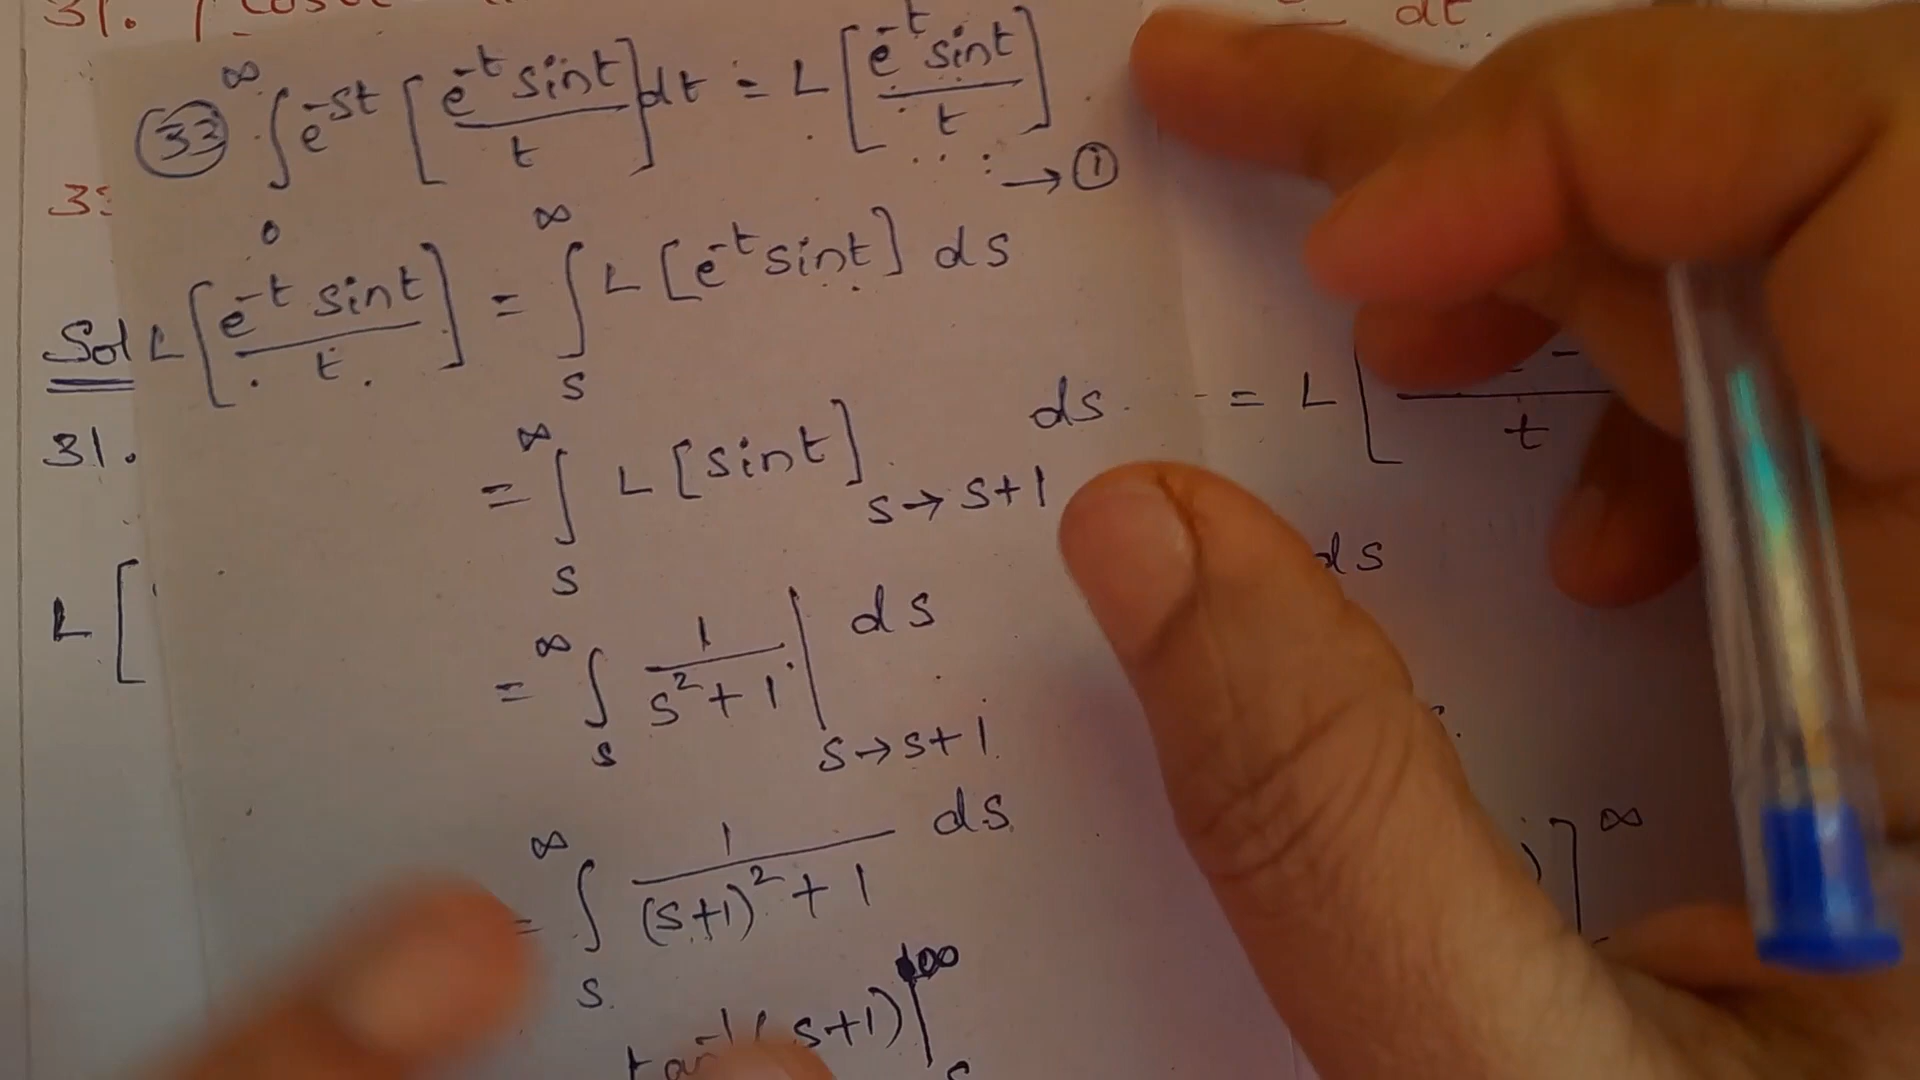 31.
dt
(33) ∞∫0 e^-st [e^-t sint / t] dt = L [e^-t sint / t]
→ ①
Sol L [e^-t sint / t] = ∞∫s L [e^-t sint] ds
31.
= ∞∫s L [sint] s→s+1 ds
= L [ t
ds
L [
= ∞∫s 1 / s²+1 | s→s+1 ds
= ∞∫s 1 / (s+1)²+1 ds
) ] ∞
tan^-1 (s+1) | ∞ s